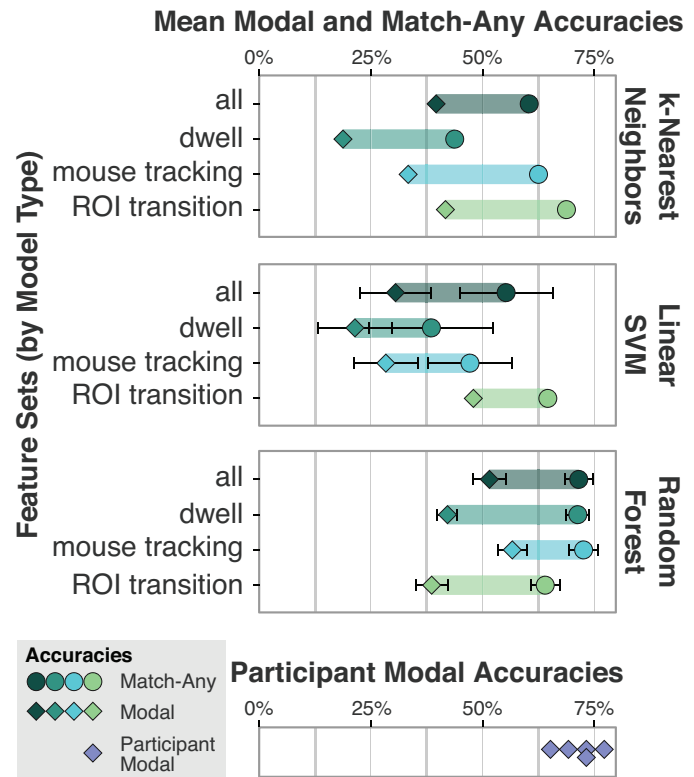 Mean Modal and Match-Any Accuracies
0% 25% 50% 75%
Feature Sets (by Model Type)
all
dwell
mouse tracking
ROI transition
k-Nearest
Neighbors
all
dwell
mouse tracking
ROI transition
Linear
SVM
all
dwell
mouse tracking
ROI transition
Random
Forest
Accuracies
Match-Any
Modal
Participant
Modal
Participant Modal Accuracies
0% 25% 50% 75%